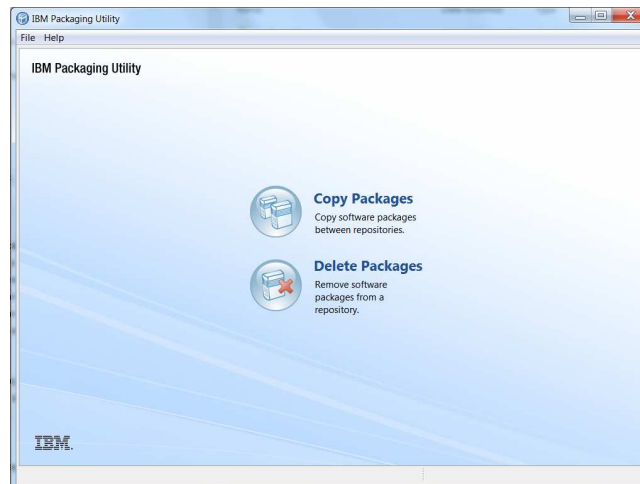 IBM Packaging Utility
File Help
IBM Packaging Utility
Copy Packages
Copy software packages
between repositories.
Delete Packages
Remove software
packages from a
repository.
IBM.